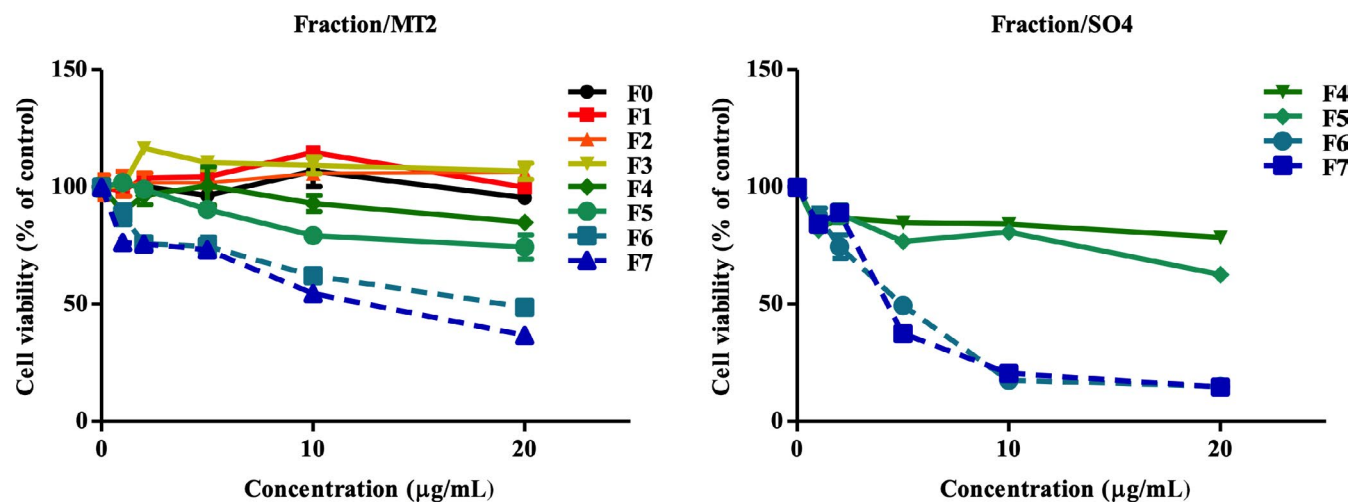 Fraction/MT2
150
100
50
0
0
10
20
Cell viability (% of control)
Concentration (μg/mL)
F0
F1
F2
F3
F4
F5
F6
F7
Fraction/SO4
150
100
50
0
0
10
20
Cell viability (% of control)
Concentration (μg/mL)
F4
F5
F6
F7